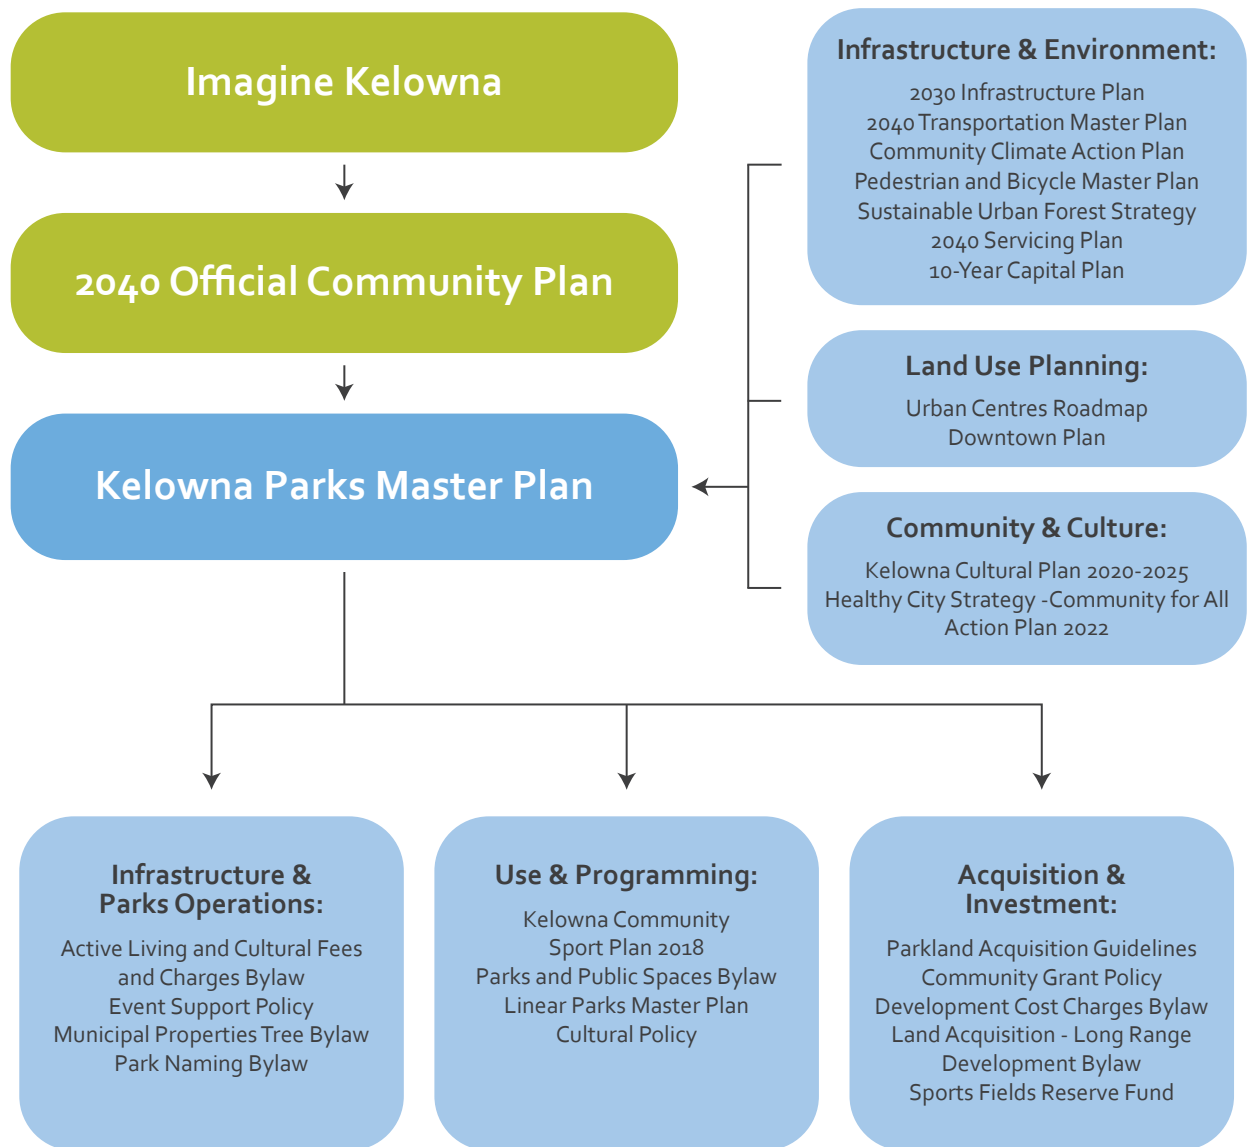 Imagine Kelowna
2040 Official Community Plan
Kelowna Parks Master Plan
Infrastructure & Environment:
2030 Infrastructure Plan
2040 Transportation Master Plan
Community Climate Action Plan
Pedestrian and Bicycle Master Plan
Sustainable Urban Forest Strategy
2040 Servicing Plan
10-Year Capital Plan
Land Use Planning:
Urban Centres Roadmap
Downtown Plan
Community & Culture:
Kelowna Cultural Plan 2020-2025
Healthy City Strategy -Community for All
Action Plan 2022
Infrastructure &
Parks Operations:
Active Living and Cultural Fees
and Charges Bylaw
Event Support Policy
Municipal Properties Tree Bylaw
Park Naming Bylaw
Use & Programming:
Kelowna Community
Sport Plan 2018
Parks and Public Spaces Bylaw
Linear Parks Master Plan
Cultural Policy
Acquisition &
Investment:
Parkland Acquisition Guidelines
Community Grant Policy
Development Cost Charges Bylaw
Land Acquisition - Long Range
Development Bylaw
Sports Fields Reserve Fund